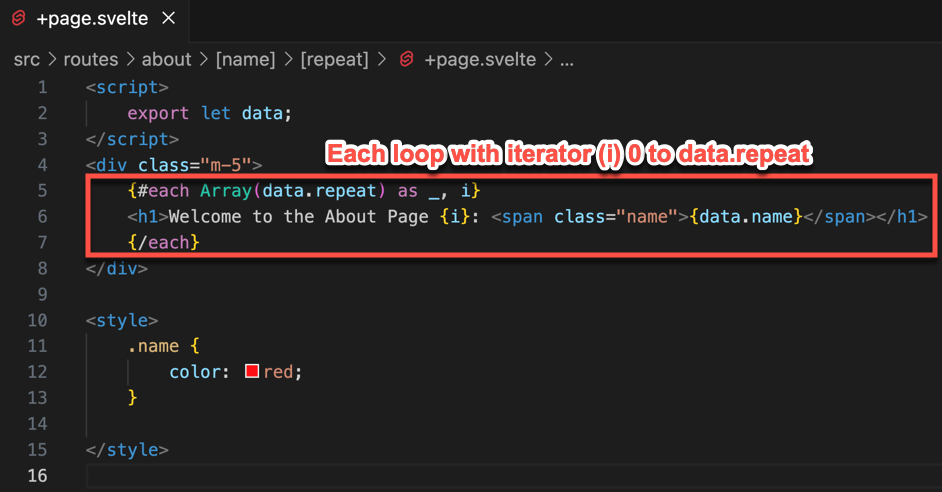 +page.svelte ×
src > routes > about > [name] > [repeat] > +page.svelte > ...
1 <script>
2 export let data;
3 </script>
4 <div class="m-5">
Each loop with iterator (i) 0 to data.repeat
5 {#each Array(data.repeat) as _, i}
6 <h1>Welcome to the About Page {i}: <span class="name">{data.name}</span></h1>
7 {/each}
8 </div>
9
10 <style>
11 .name {
12 color: red;
13 }
14
15 </style>
16